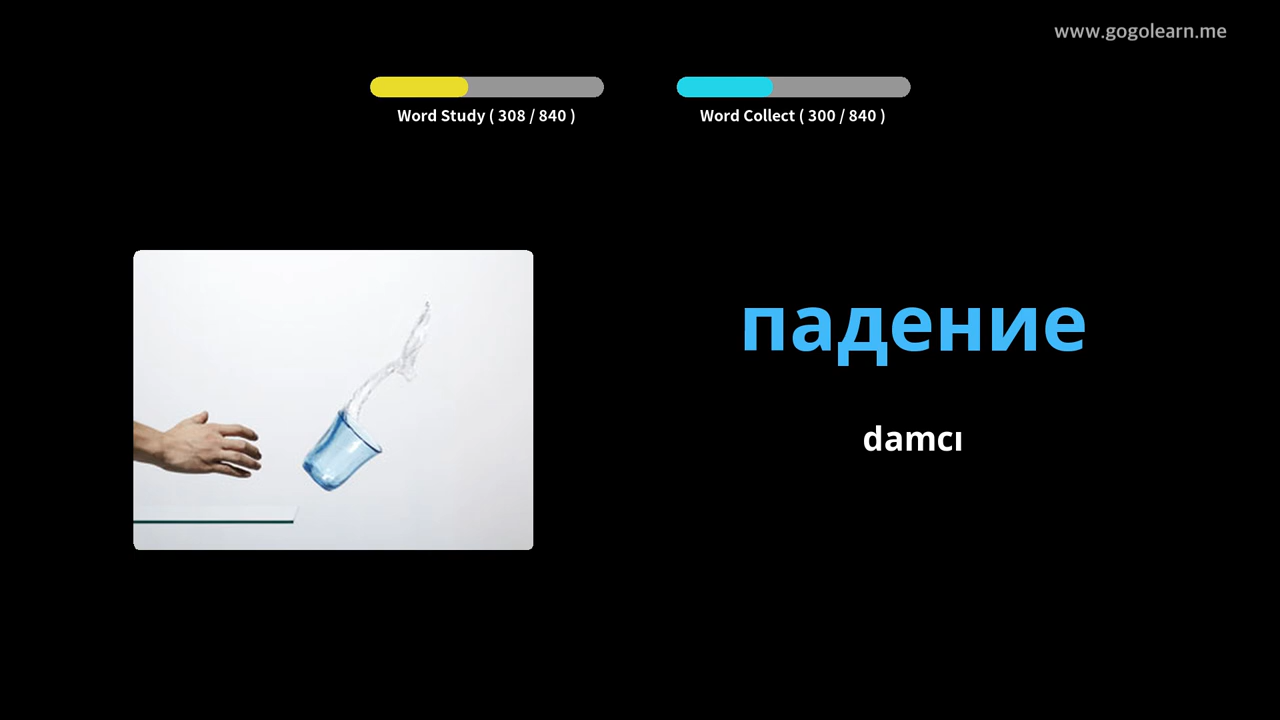 www.gogolearn.me
Word Study ( 308 / 840 )
Word Collect ( 300 / 840 )
падение
damcı